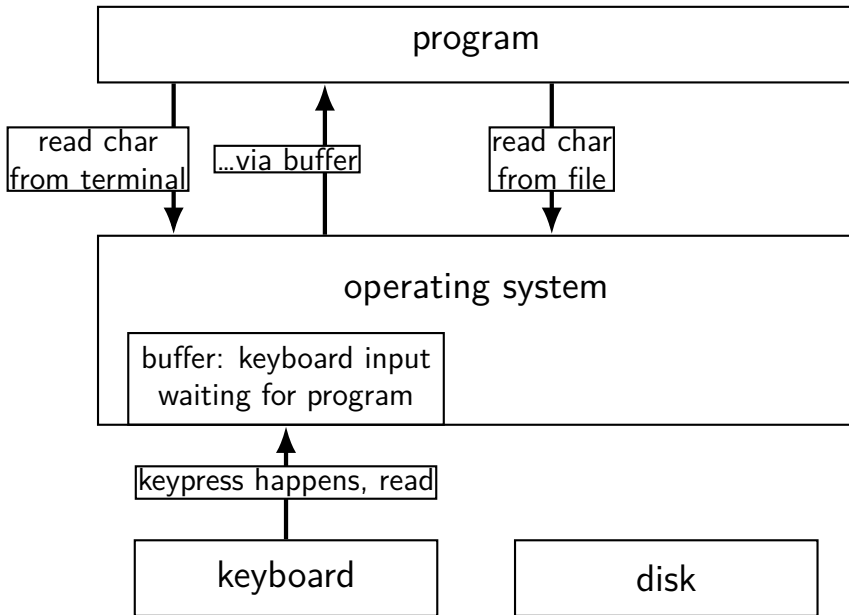 program
read char
from terminal
...via buffer
read char
from file
operating system
buffer: keyboard input
waiting for program
keypress happens, read
keyboard
disk